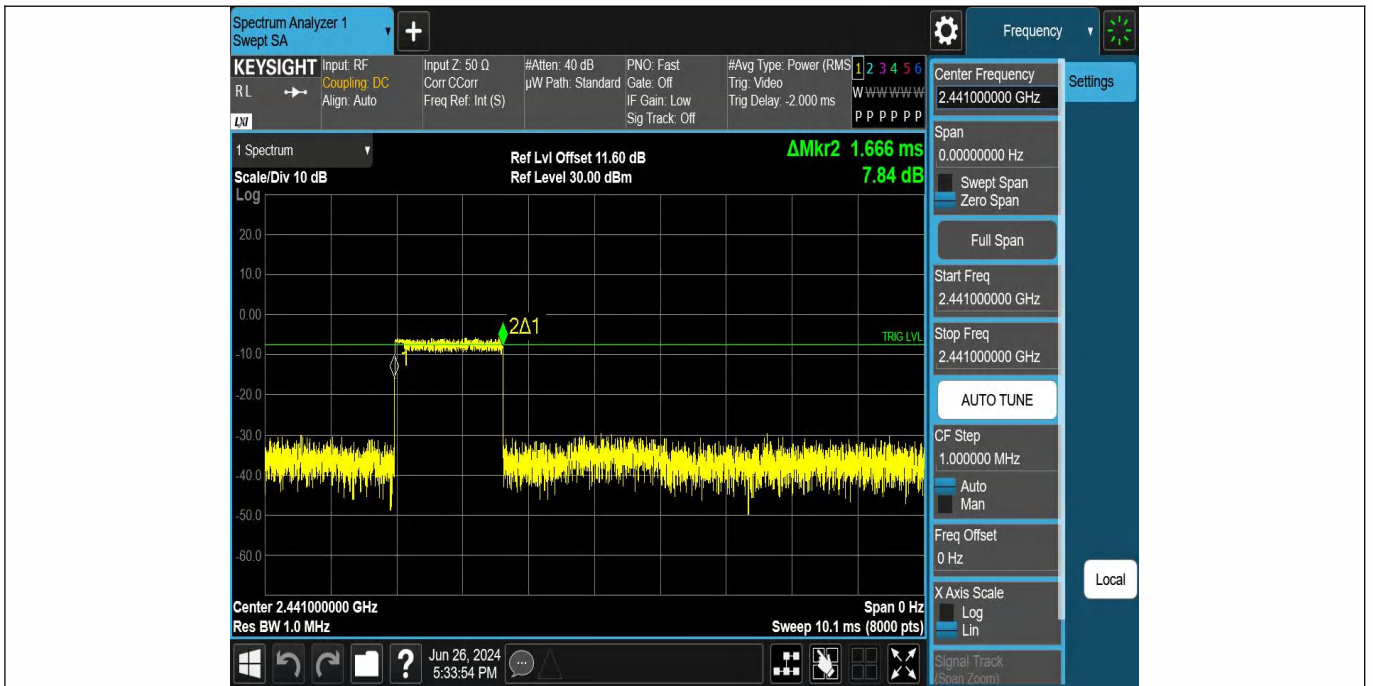 Spectrum Analyzer 1
Swept SA
+
Frequency
KEYSIGHT
RL
LXI
Input: RF
Coupling: DC
Align: Auto
Input Z: 50 Ω
Corr CCorr
Freq Ref: Int (S)
#Atten: 40 dB
µW Path: Standard
PNO: Fast
Gate: Off
IF Gain: Low
Sig Track: Off
#Avg Type: Power (RMS
Trig: Video
Trig Delay: -2.000 ms
1 2 3 4 5 6
W W W W W W
P P P P P P
1 Spectrum
Scale/Div 10 dB
Ref Lvl Offset 11.60 dB
Ref Level 30.00 dBm
ΔMkr2 1.666 ms
7.84 dB
Log
20.0
10.0
0.00
-10.0
-20.0
-30.0
-40.0
-50.0
-60.0
2Δ1
1
TRIG LVL
Center 2.441000000 GHz
Res BW 1.0 MHz
Span 0 Hz
Sweep 10.1 ms (8000 pts)
Jun 26, 2024
5:33:54 PM
Center Frequency
2.441000000 GHz
Settings
Span
0.00000000 Hz
Swept Span
Zero Span
Full Span
Start Freq
2.441000000 GHz
Stop Freq
2.441000000 GHz
AUTO TUNE
CF Step
1.000000 MHz
Auto
Man
Freq Offset
0 Hz
X Axis Scale
Log
Lin
Local
Signal Track
(Span Zoom)